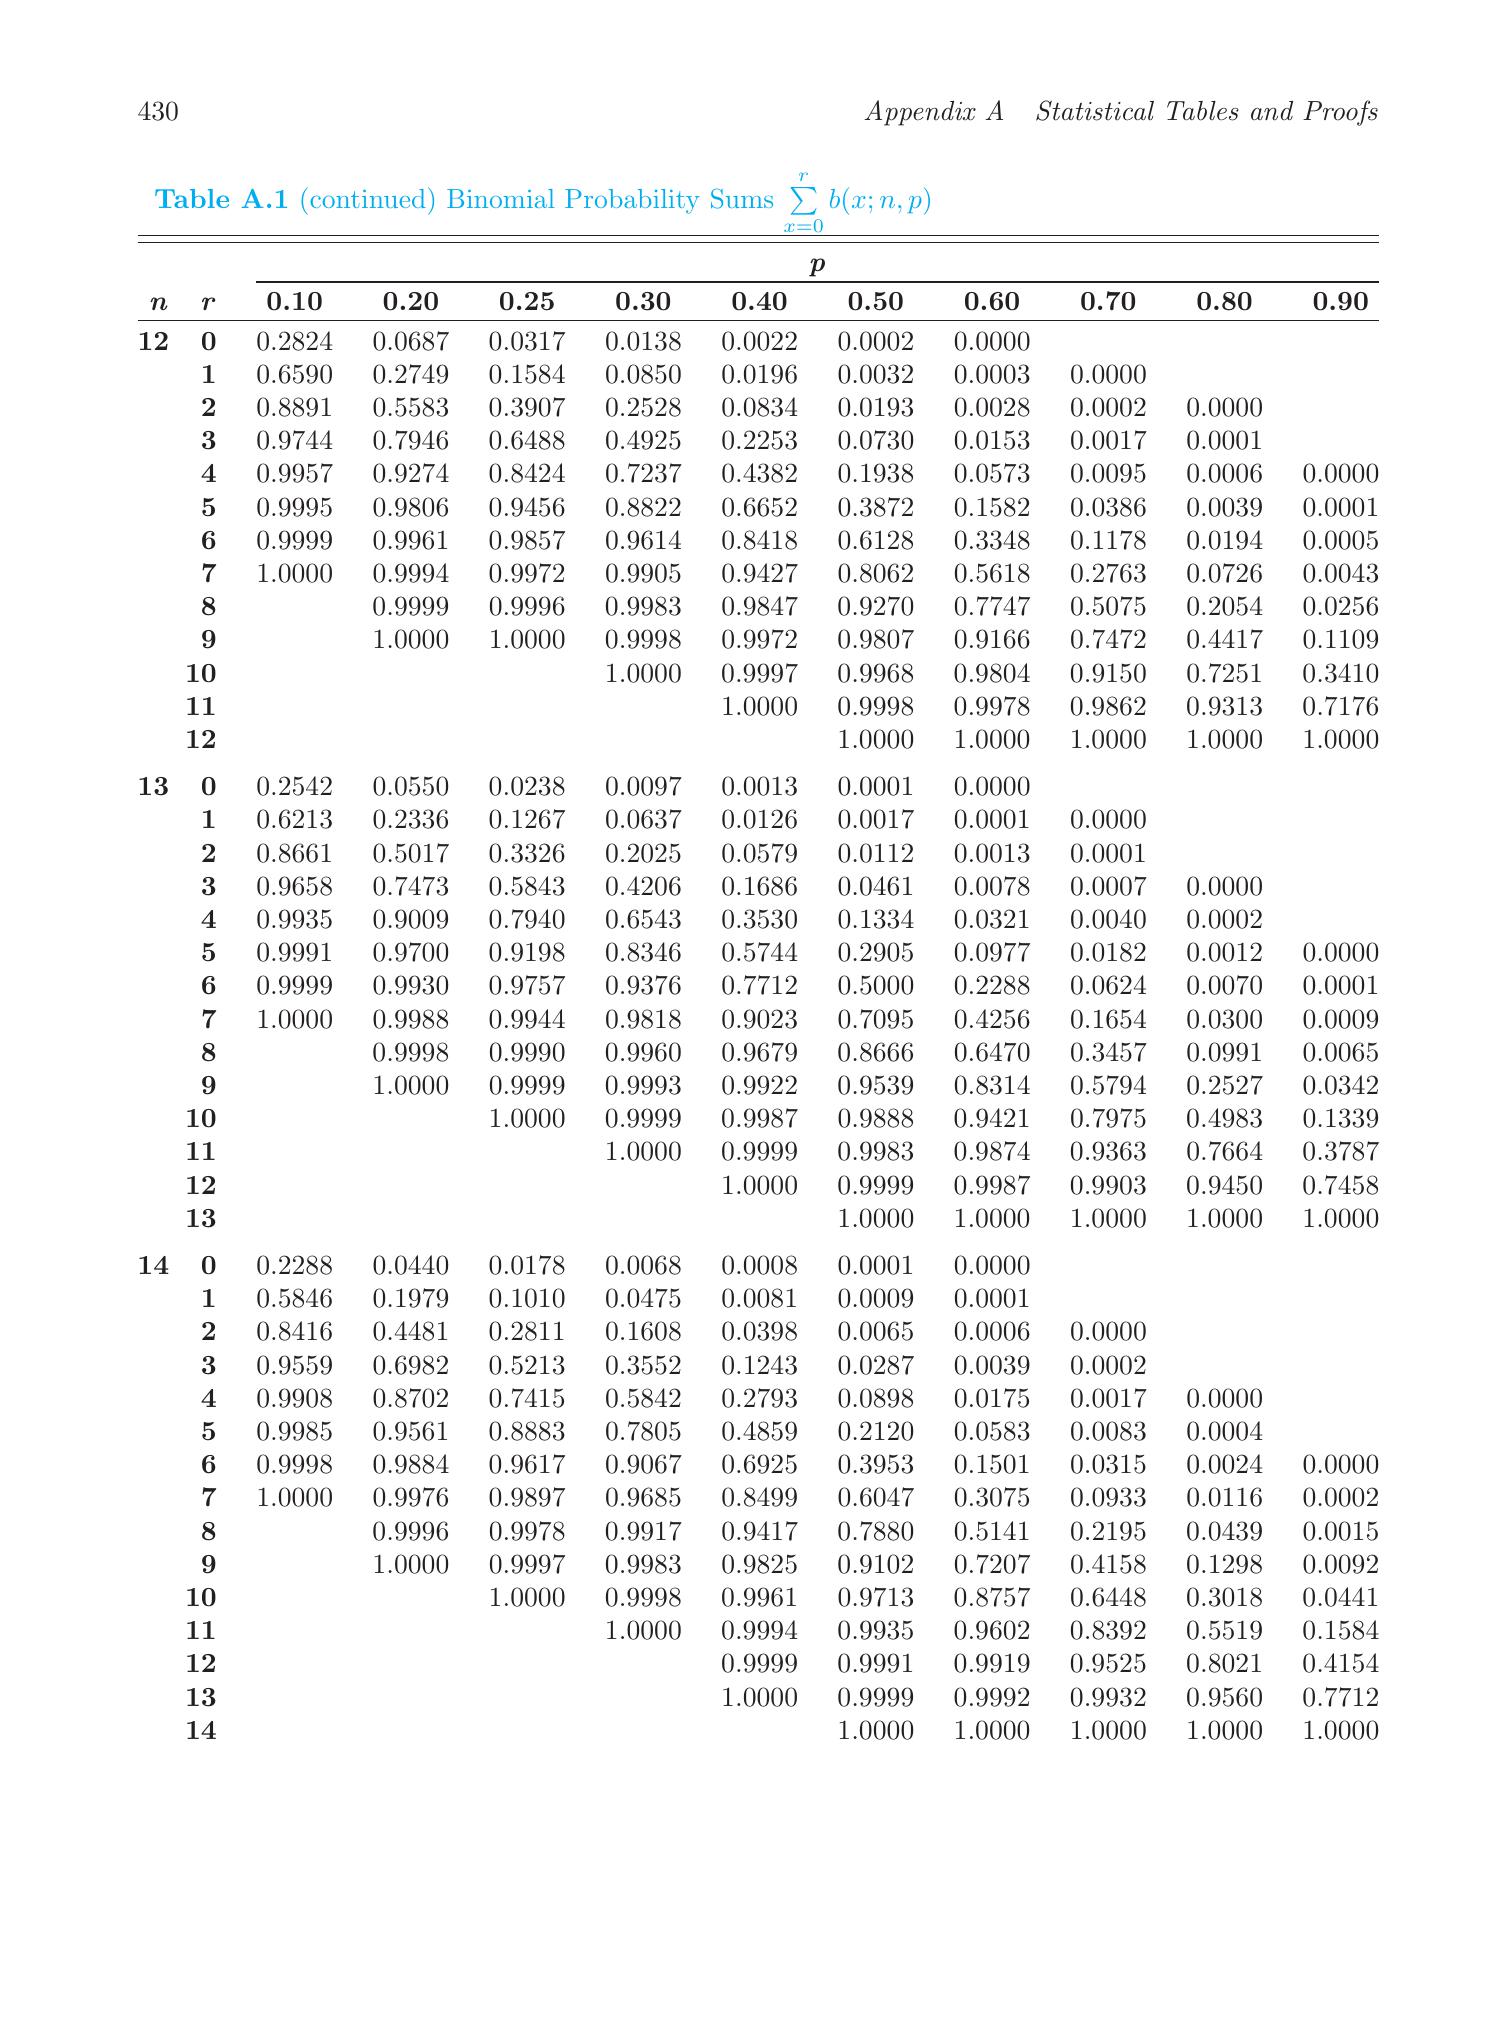 430 Appendix A Statistical Tables and Proofs
Table A.1 (continued) Binomial Probability Sums \sum_{x=0}^{r} b(x; n, p)
p
n r 0.10 0.20 0.25 0.30 0.40 0.50 0.60 0.70 0.80 0.90
12 0 0.2824 0.0687 0.0317 0.0138 0.0022 0.0002 0.0000
1 0.6590 0.2749 0.1584 0.0850 0.0196 0.0032 0.0003 0.0000
2 0.8891 0.5583 0.3907 0.2528 0.0834 0.0193 0.0028 0.0002 0.0000
3 0.9744 0.7946 0.6488 0.4925 0.2253 0.0730 0.0153 0.0017 0.0001
4 0.9957 0.9274 0.8424 0.7237 0.4382 0.1938 0.0573 0.0095 0.0006 0.0000
5 0.9995 0.9806 0.9456 0.8822 0.6652 0.3872 0.1582 0.0386 0.0039 0.0001
6 0.9999 0.9961 0.9857 0.9614 0.8418 0.6128 0.3348 0.1178 0.0194 0.0005
7 1.0000 0.9994 0.9972 0.9905 0.9427 0.8062 0.5618 0.2763 0.0726 0.0043
8 0.9999 0.9996 0.9983 0.9847 0.9270 0.7747 0.5075 0.2054 0.0256
9 1.0000 1.0000 0.9998 0.9972 0.9807 0.9166 0.7472 0.4417 0.1109
10 1.0000 0.9997 0.9968 0.9804 0.9150 0.7251 0.3410
11 1.0000 0.9998 0.9978 0.9862 0.9313 0.7176
12 1.0000 1.0000 1.0000 1.0000 1.0000
13 0 0.2542 0.0550 0.0238 0.0097 0.0013 0.0001 0.0000
1 0.6213 0.2336 0.1267 0.0637 0.0126 0.0017 0.0001 0.0000
2 0.8661 0.5017 0.3326 0.2025 0.0579 0.0112 0.0013 0.0001
3 0.9658 0.7473 0.5843 0.4206 0.1686 0.0461 0.0078 0.0007 0.0000
4 0.9935 0.9009 0.7940 0.6543 0.3530 0.1334 0.0321 0.0040 0.0002
5 0.9991 0.9700 0.9198 0.8346 0.5744 0.2905 0.0977 0.0182 0.0012 0.0000
6 0.9999 0.9930 0.9757 0.9376 0.7712 0.5000 0.2288 0.0624 0.0070 0.0001
7 1.0000 0.9988 0.9944 0.9818 0.9023 0.7095 0.4256 0.1654 0.0300 0.0009
8 0.9998 0.9990 0.9960 0.9679 0.8666 0.6470 0.3457 0.0991 0.0065
9 1.0000 0.9999 0.9993 0.9922 0.9539 0.8314 0.5794 0.2527 0.0342
10 1.0000 0.9999 0.9987 0.9888 0.9421 0.7975 0.4983 0.1339
11 1.0000 0.9999 0.9983 0.9874 0.9363 0.7664 0.3787
12 1.0000 0.9999 0.9987 0.9903 0.9450 0.7458
13 1.0000 1.0000 1.0000 1.0000 1.0000
14 0 0.2288 0.0440 0.0178 0.0068 0.0008 0.0001 0.0000
1 0.5846 0.1979 0.1010 0.0475 0.0081 0.0009 0.0001
2 0.8416 0.4481 0.2811 0.1608 0.0398 0.0065 0.0006 0.0000
3 0.9559 0.6982 0.5213 0.3552 0.1243 0.0287 0.0039 0.0002
4 0.9908 0.8702 0.7415 0.5842 0.2793 0.0898 0.0175 0.0017 0.0000
5 0.9985 0.9561 0.8883 0.7805 0.4859 0.2120 0.0583 0.0083 0.0004
6 0.9998 0.9884 0.9617 0.9067 0.6925 0.3953 0.1501 0.0315 0.0024 0.0000
7 1.0000 0.9976 0.9897 0.9685 0.8499 0.6047 0.3075 0.0933 0.0116 0.0002
8 0.9996 0.9978 0.9917 0.9417 0.7880 0.5141 0.2195 0.0439 0.0015
9 1.0000 0.9997 0.9983 0.9825 0.9102 0.7207 0.4158 0.1298 0.0092
10 1.0000 0.9998 0.9961 0.9713 0.8757 0.6448 0.3018 0.0441
11 1.0000 0.9994 0.9935 0.9602 0.8392 0.5519 0.1584
12 0.9999 0.9991 0.9919 0.9525 0.8021 0.4154
13 1.0000 0.9999 0.9992 0.9932 0.9560 0.7712
14 1.0000 1.0000 1.0000 1.0000 1.0000